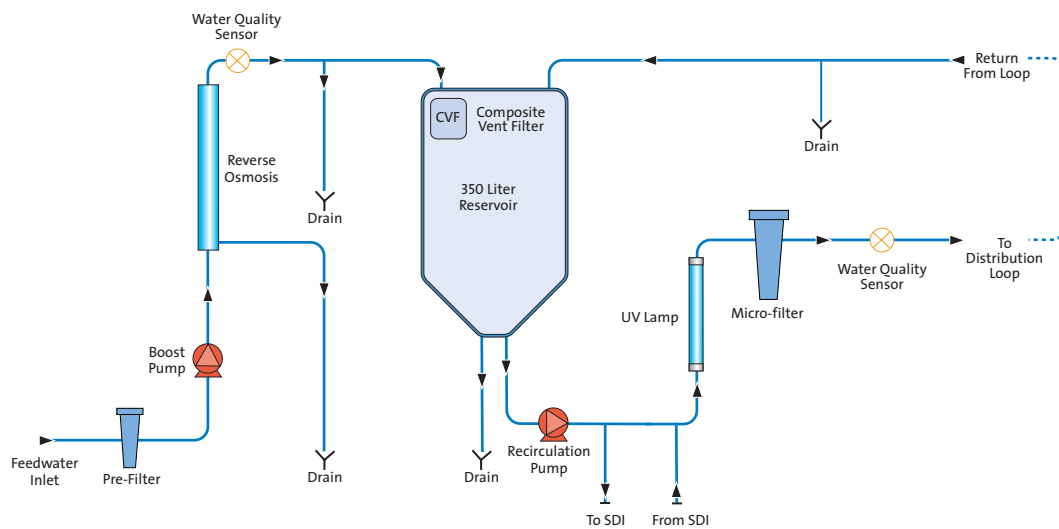 Water Quality
Sensor
Return
From Loop
CVF
Composite
Vent Filter
Drain
Reverse
Osmosis
350 Liter
Reservoir
Drain
To
Distribution
Loop
Water Quality
Sensor
UV Lamp
Micro-filter
Boost
Pump
Recirculation
Pump
Feedwater
Inlet
Pre-Filter
Drain
Drain
To SDI
From SDI